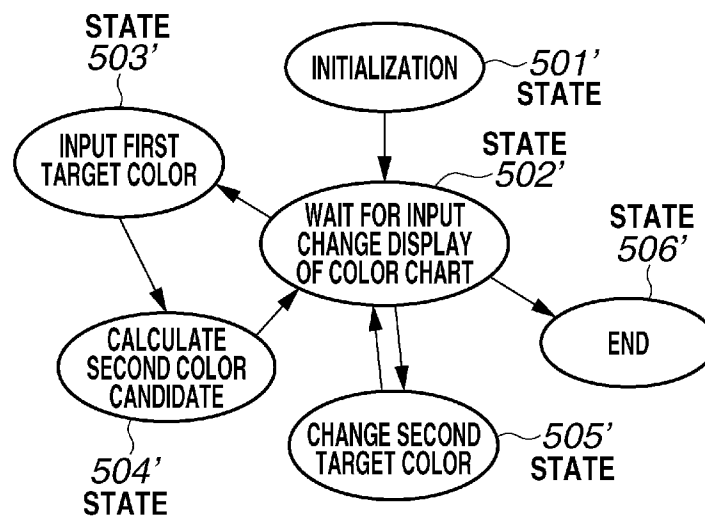 STATE
503'
INITIALIZATION
501'
STATE
INPUT FIRST
TARGET COLOR
STATE
502'
WAIT FOR INPUT
CHANGE DISPLAY
OF COLOR CHART
STATE
506'
CALCULATE
SECOND COLOR
CANDIDATE
END
504'
STATE
CHANGE SECOND
TARGET COLOR
505'
STATE